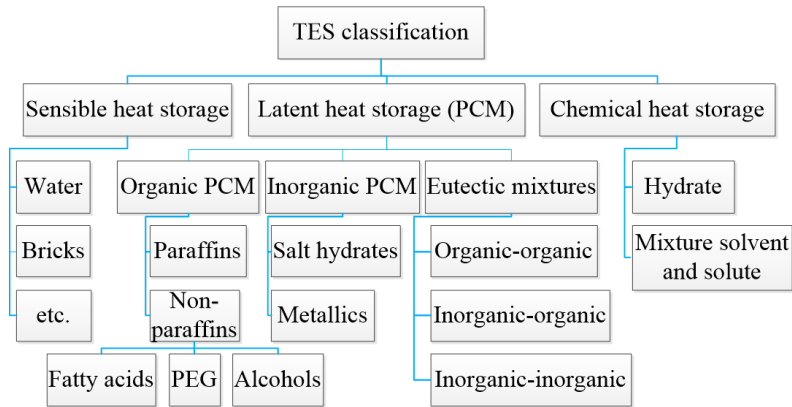 TES classification
Sensible heat storage
Latent heat storage (PCM)
Chemical heat storage
Water
Organic PCM
Inorganic PCM
Eutectic mixtures
Hydrate
Bricks
Paraffins
Salt hydrates
Organic-organic
Mixture solvent
and solute
etc.
Non-
paraffins
Metallics
Inorganic-organic
Fatty acids
PEG
Alcohols
Inorganic-inorganic